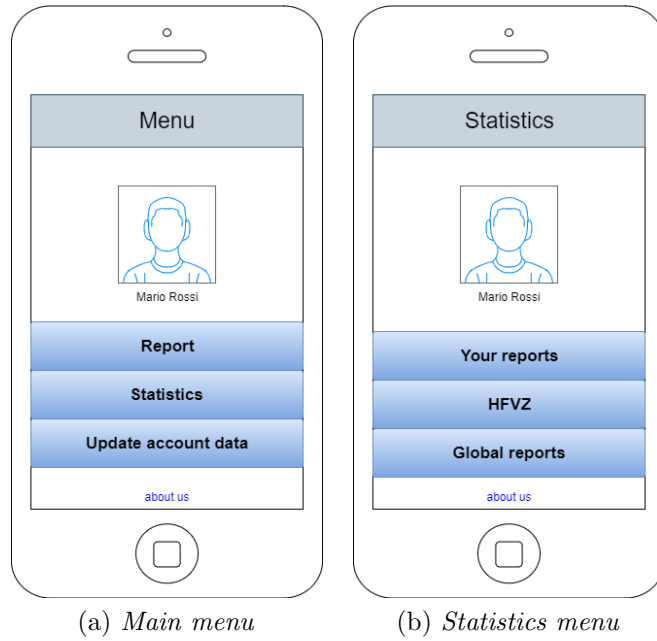 Menu
Mario Rossi
Report
Statistics
Update account data
about us
(a) Main menu
Statistics
Mario Rossi
Your reports
HFVZ
Global reports
about us
(b) Statistics menu